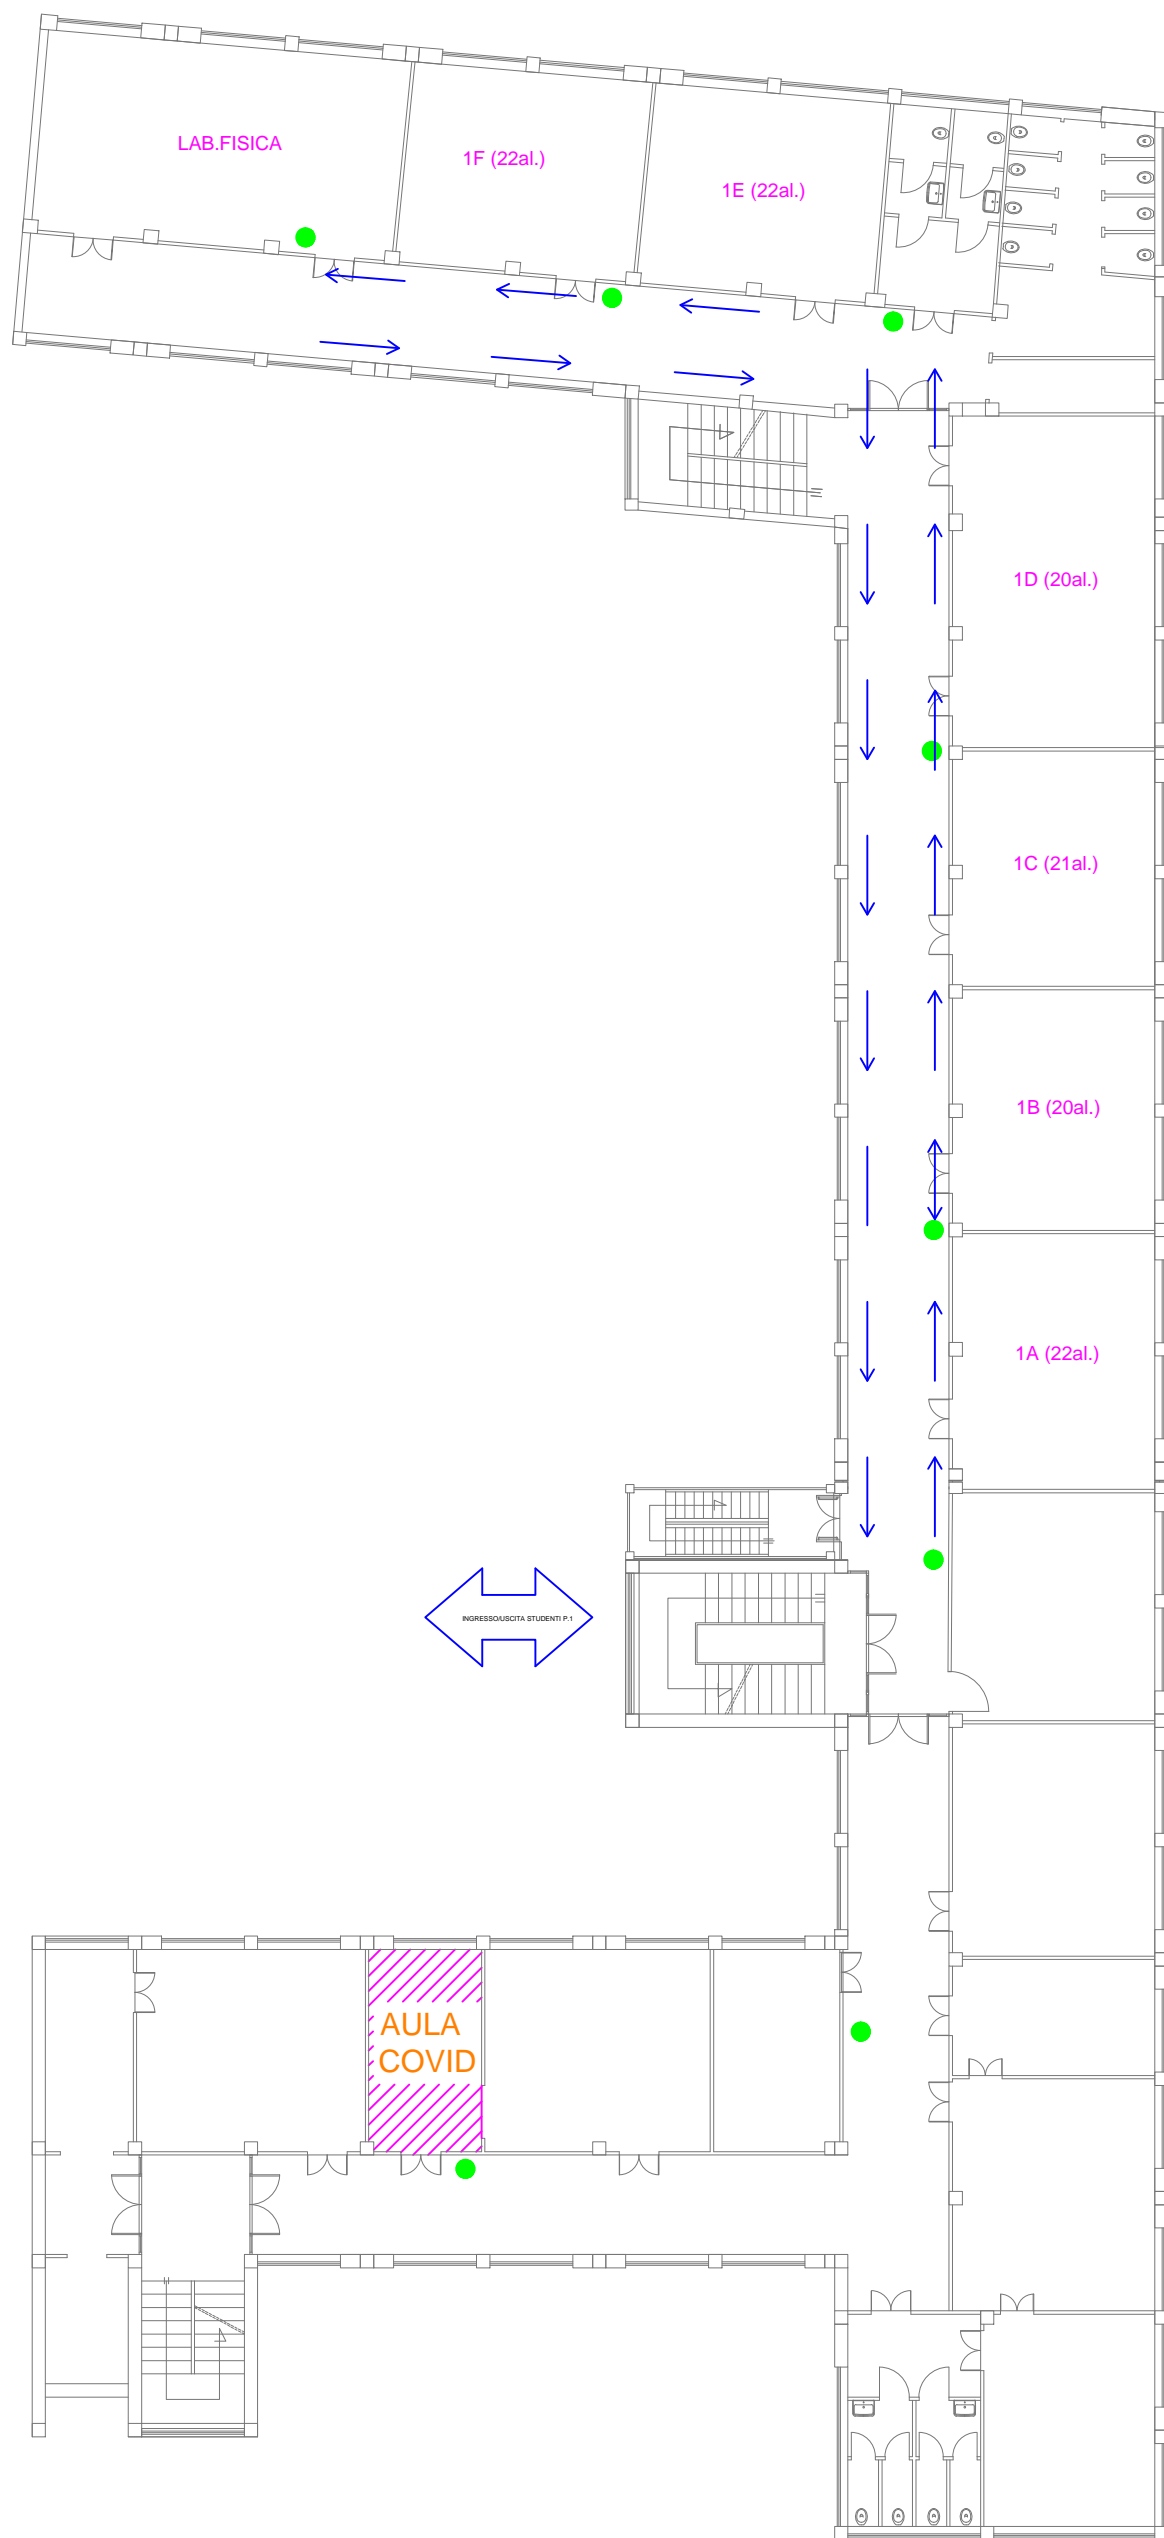 LAB.FISICA
1F (22al.)
1E (22al.)
1D (20al.)
1C (21al.)
1B (20al.)
1A (22al.)
INGRESSO/USCITA STUDENTI P.1
AULA
COVID